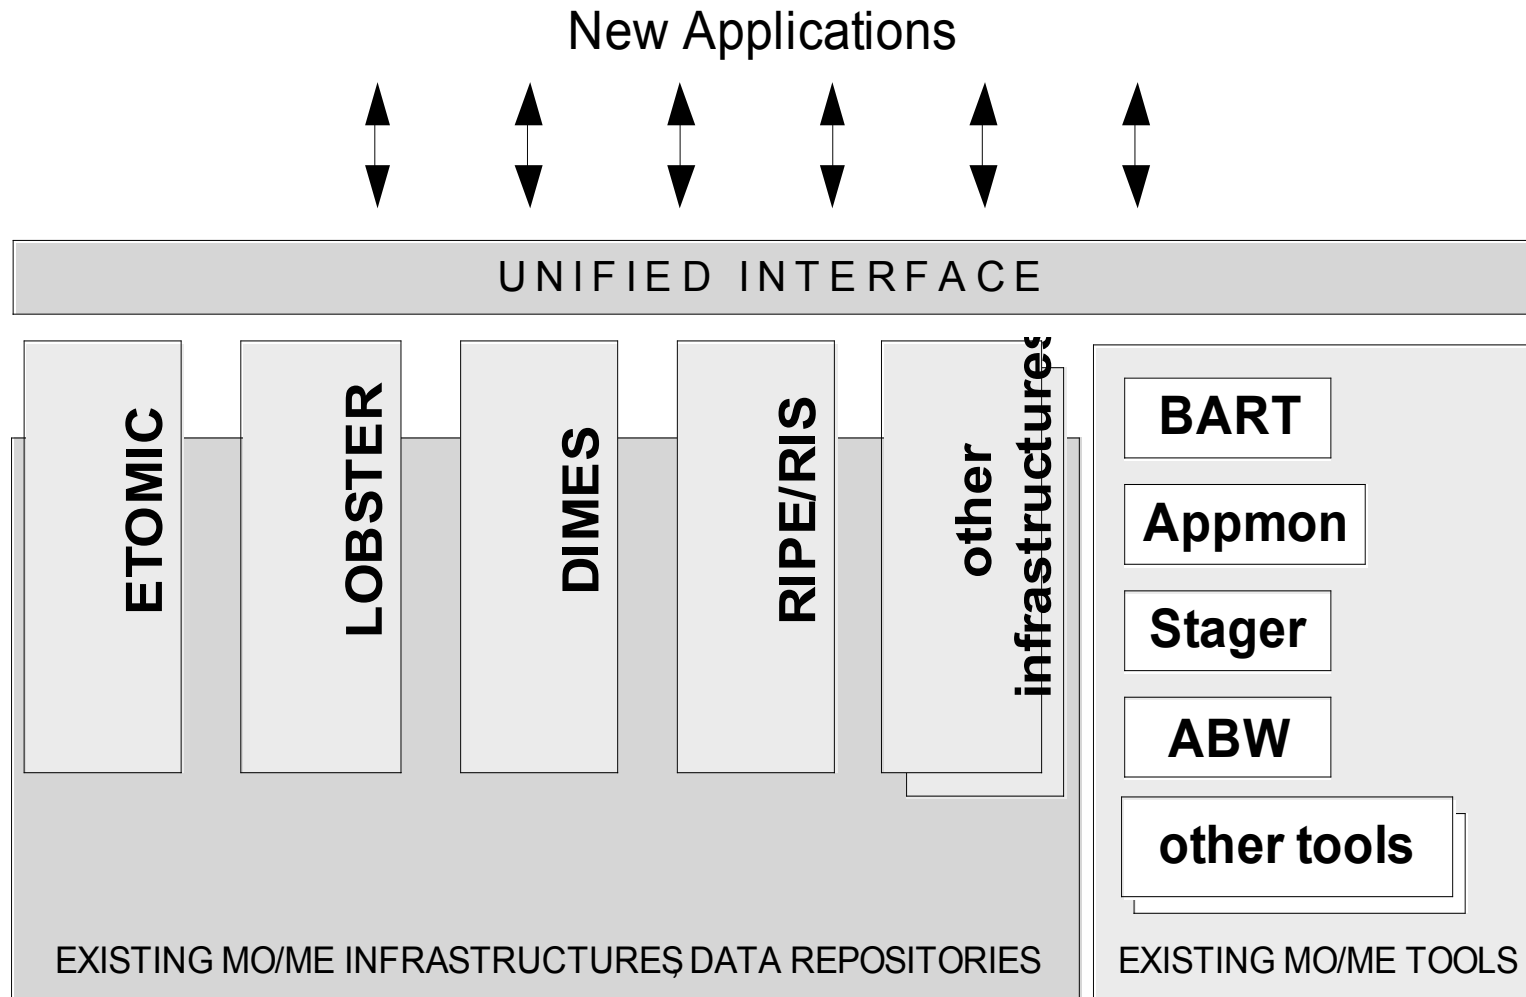 New Applications
UNIFIED INTERFACE
ETOMIC
LOBSTER
DIMES
RIPE/RIS
other
infrastructures
BART
Appmon
Stager
ABW
other tools
EXISTING MO/ME INFRASTRUCTURES, DATA REPOSITORIES
EXISTING MO/ME TOOLS